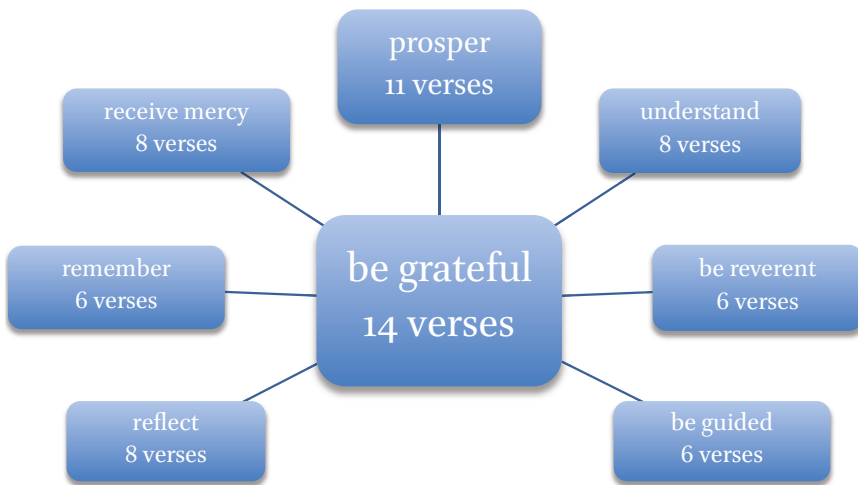 prosper
11 verses
receive mercy
8 verses
understand
8 verses
be grateful
14 verses
remember
6 verses
be reverent
6 verses
reflect
8 verses
be guided
6 verses